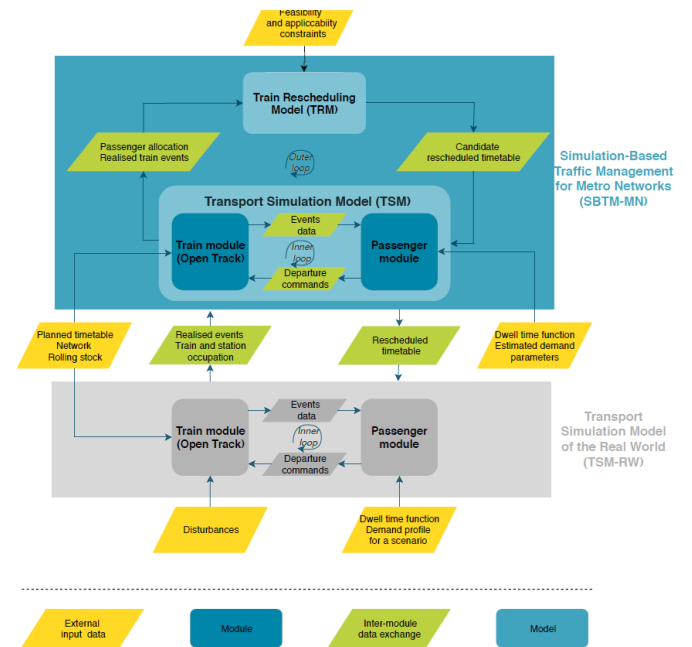 Feasibility
and appliccabiity
constraints
Train Rescheduling
Model (TRM)
Passenger allocation
Realised train events
Outer
loop
Candidate
rescheduled timetable
Simulation-Based
Traffic Management
for Metro Networks
(SBTM-MN)
Transport Simulation Model (TSM)
Train module
(Open Track)
Events
data
Inner
loop
Departure
commands
Passenger
module
Planned timetable
Network
Rolling stock
Realised events
Train and station
occupation
Rescheduled
timetable
Dwell time function
Estimated demand
parameters
Train module
(Open Track)
Events
data
Inner
loop
Departure
commands
Passenger
module
Transport
Simulation Model
of the Real World
(TSM-RW)
Disturbances
Dwell time function
Demand profile
for a scenario
External
input data
Module
Inter-module
data exchange
Model